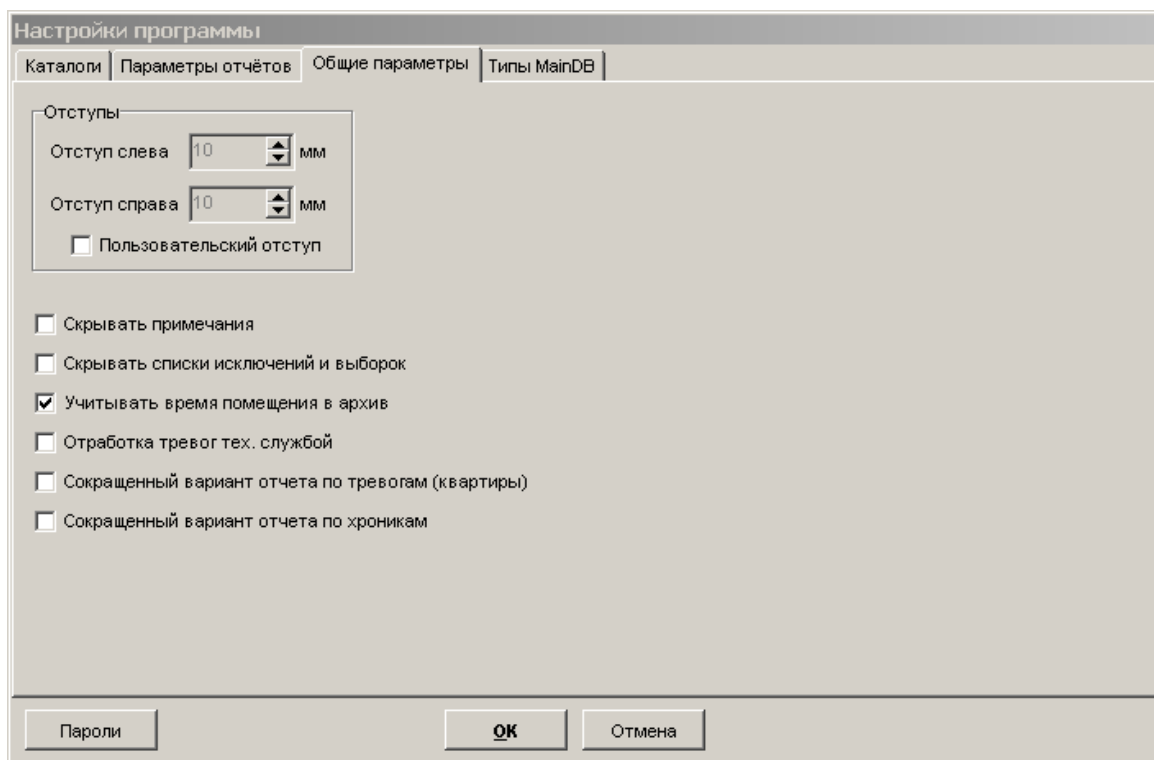 Настройки программы
Каталоги Параметры отчётов Общие параметры Типы MainDB
Отступы
Отступ слева 10 мм
Отступ справа 10 мм
Пользовательский отступ
Скрывать примечания
Скрывать списки исключений и выборок
Учитывать время помещения в архив
Отработка тревог тех. службой
Сокращенный вариант отчета по тревогам (квартиры)
Сокращенный вариант отчета по хроникам
Пароли OK Отмена